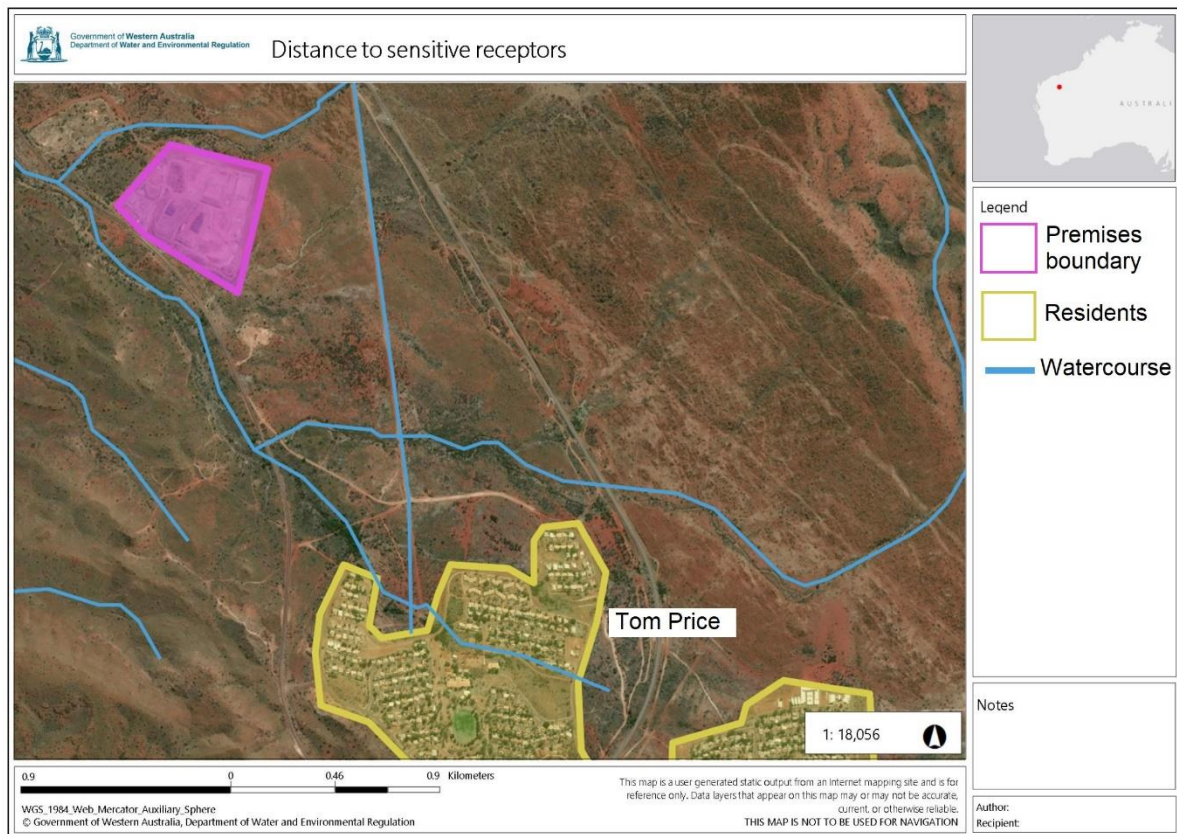 Government of Western Australia
Department of Water and Environmental Regulation
Distance to sensitive receptors
AUSTRALI
Legend
Premises
boundary
Residents
Watercourse
Tom Price
1: 18,056
Notes
0.9 0 0.46 0.9 Kilometers
WGS_1984_Web_Mercator_Auxiliary_Sphere
© Government of Western Australia, Department of Water and Environmental Regulation
This map is a user generated static output from an Internet mapping site and is for
reference only. Data layers that appear on this map may or may not be accurate,
current, or otherwise reliable.
THIS MAP IS NOT TO BE USED FOR NAVIGATION
Author:
Recipient: